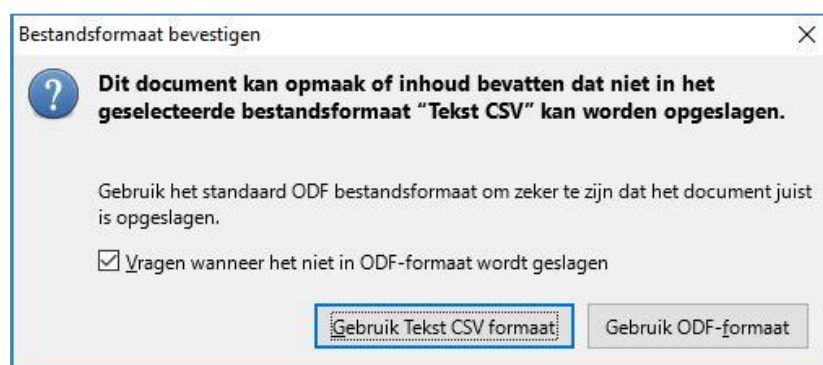 Bestandsformaat bevestigen
Dit document kan opmaak of inhoud bevatten dat niet in het
geselecteerde bestandsformaat “Tekst CSV” kan worden opgeslagen.
Gebruik het standaard ODF bestandsformaat om zeker te zijn dat het document juist
is opgeslagen.
Vragen wanneer het niet in ODF-formaat wordt geslagen
Gebruik Tekst CSV formaat Gebruik ODF-formaat